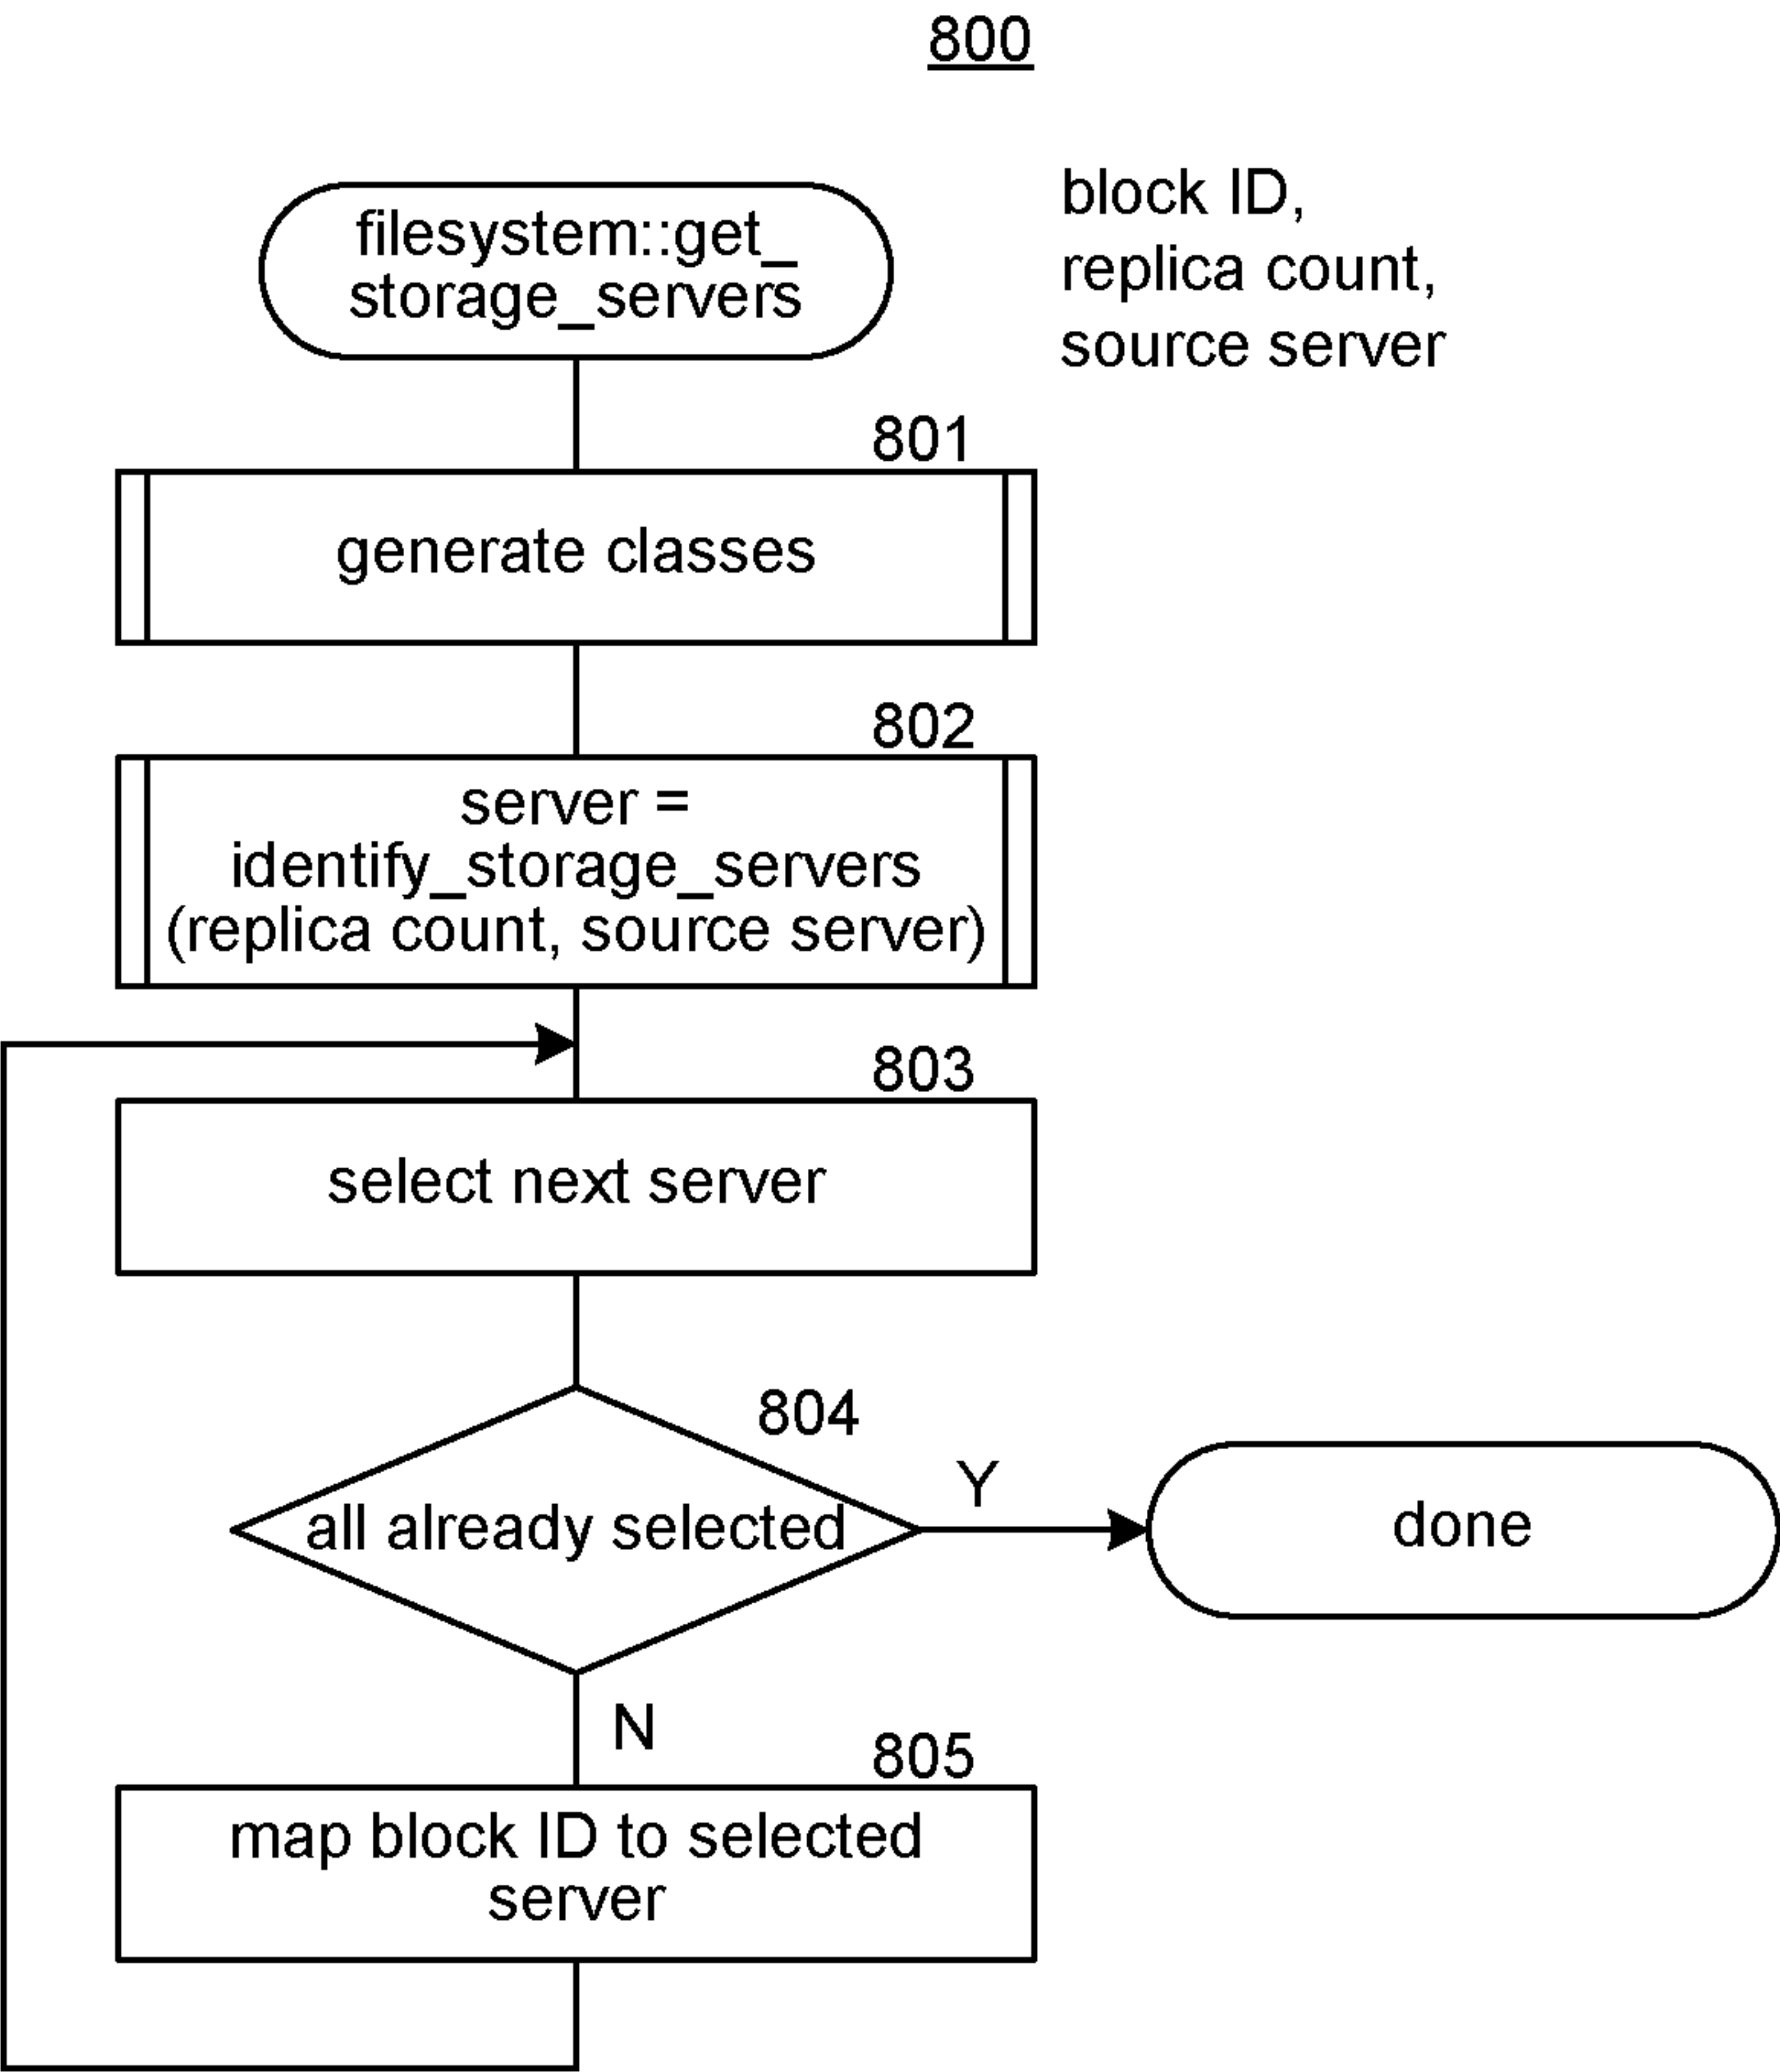 800
filesystem::get_
storage_servers
block ID,
replica count,
source server
801
generate classes
802
server =
identify_storage_servers
(replica count, source server)
803
select next server
804
all already selected
Y
done
N
805
map block ID to selected
server